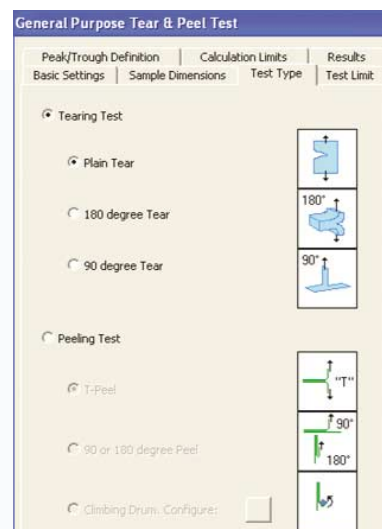 General Purpose Tear & Peel Test
Peak/Trough Definition Calculation Limits Results
Basic Settings Sample Dimensions Test Type Test Limit
Tearing Test
Plain Tear
180 degree Tear
180°
90 degree Tear
90°
Peeling Test
T-Peel
"T"
90 or 180 degree Peel
90°
180°
Climbing Drum. Configure: